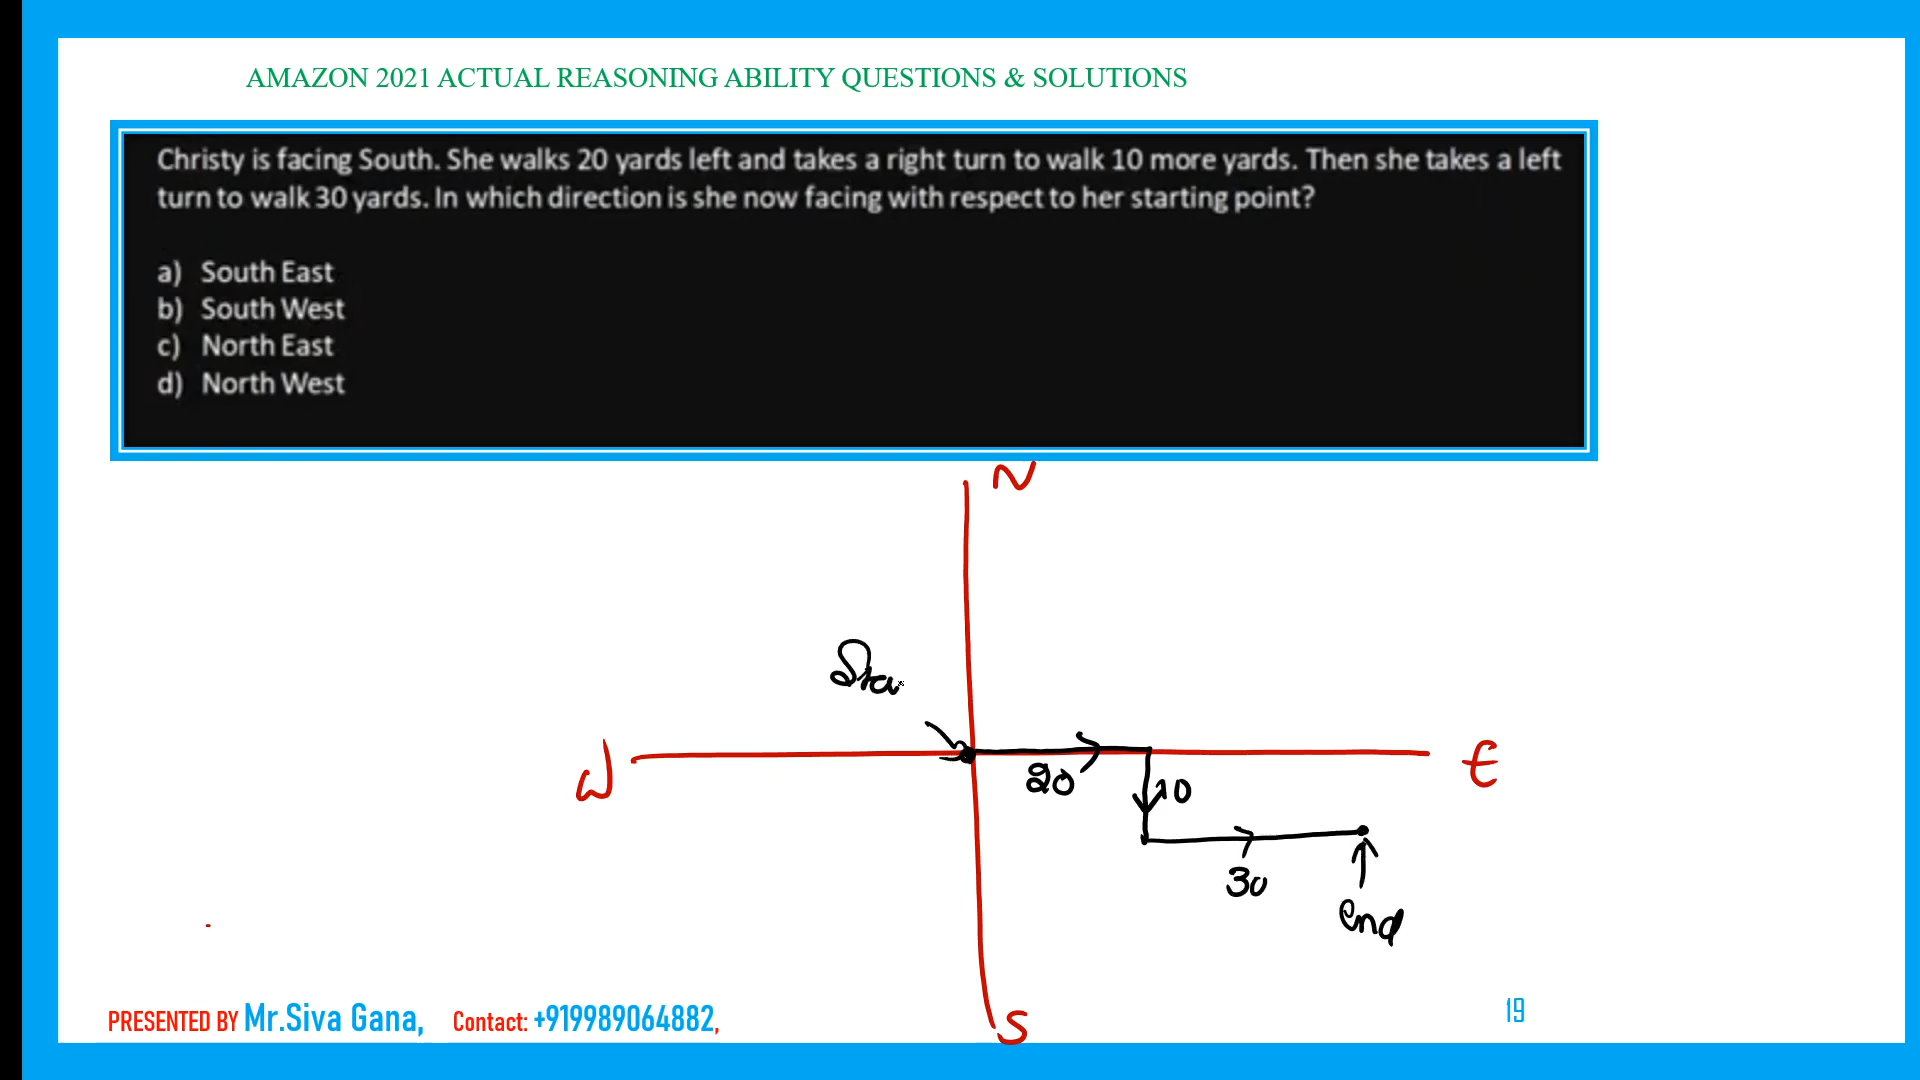 AMAZON 2021 ACTUAL REASONING ABILITY QUESTIONS & SOLUTIONS
Christy is facing South. She walks 20 yards left and takes a right turn to walk 10 more yards. Then she takes a left
turn to walk 30 yards. In which direction is she now facing with respect to her starting point?
a) South East
b) South West
c) North East
d) North West
N
Sta
W
E
20
10
30
end
S
PRESENTED BY Mr.Siva Gana, Contact: +919989064882,
19